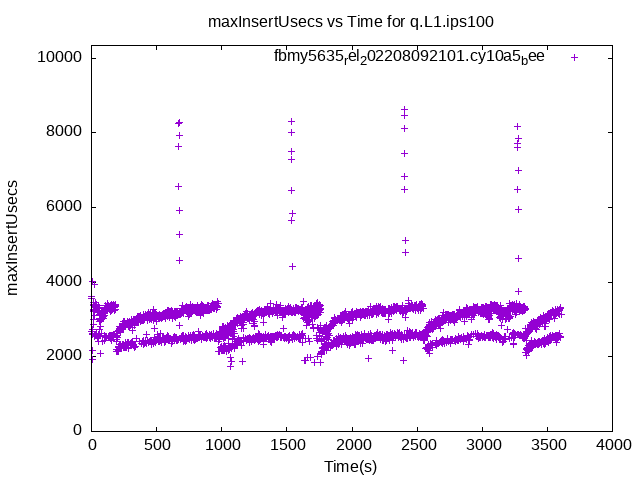 maxInsertUsecs vs Time for q.L1.ips100
fbmy5635rel202208092101.cy10a5bee
maxInsertUsecs
10000
8000
6000
4000
2000
0
0 500 1000 1500 2000 2500 3000 3500 4000
Time(s)